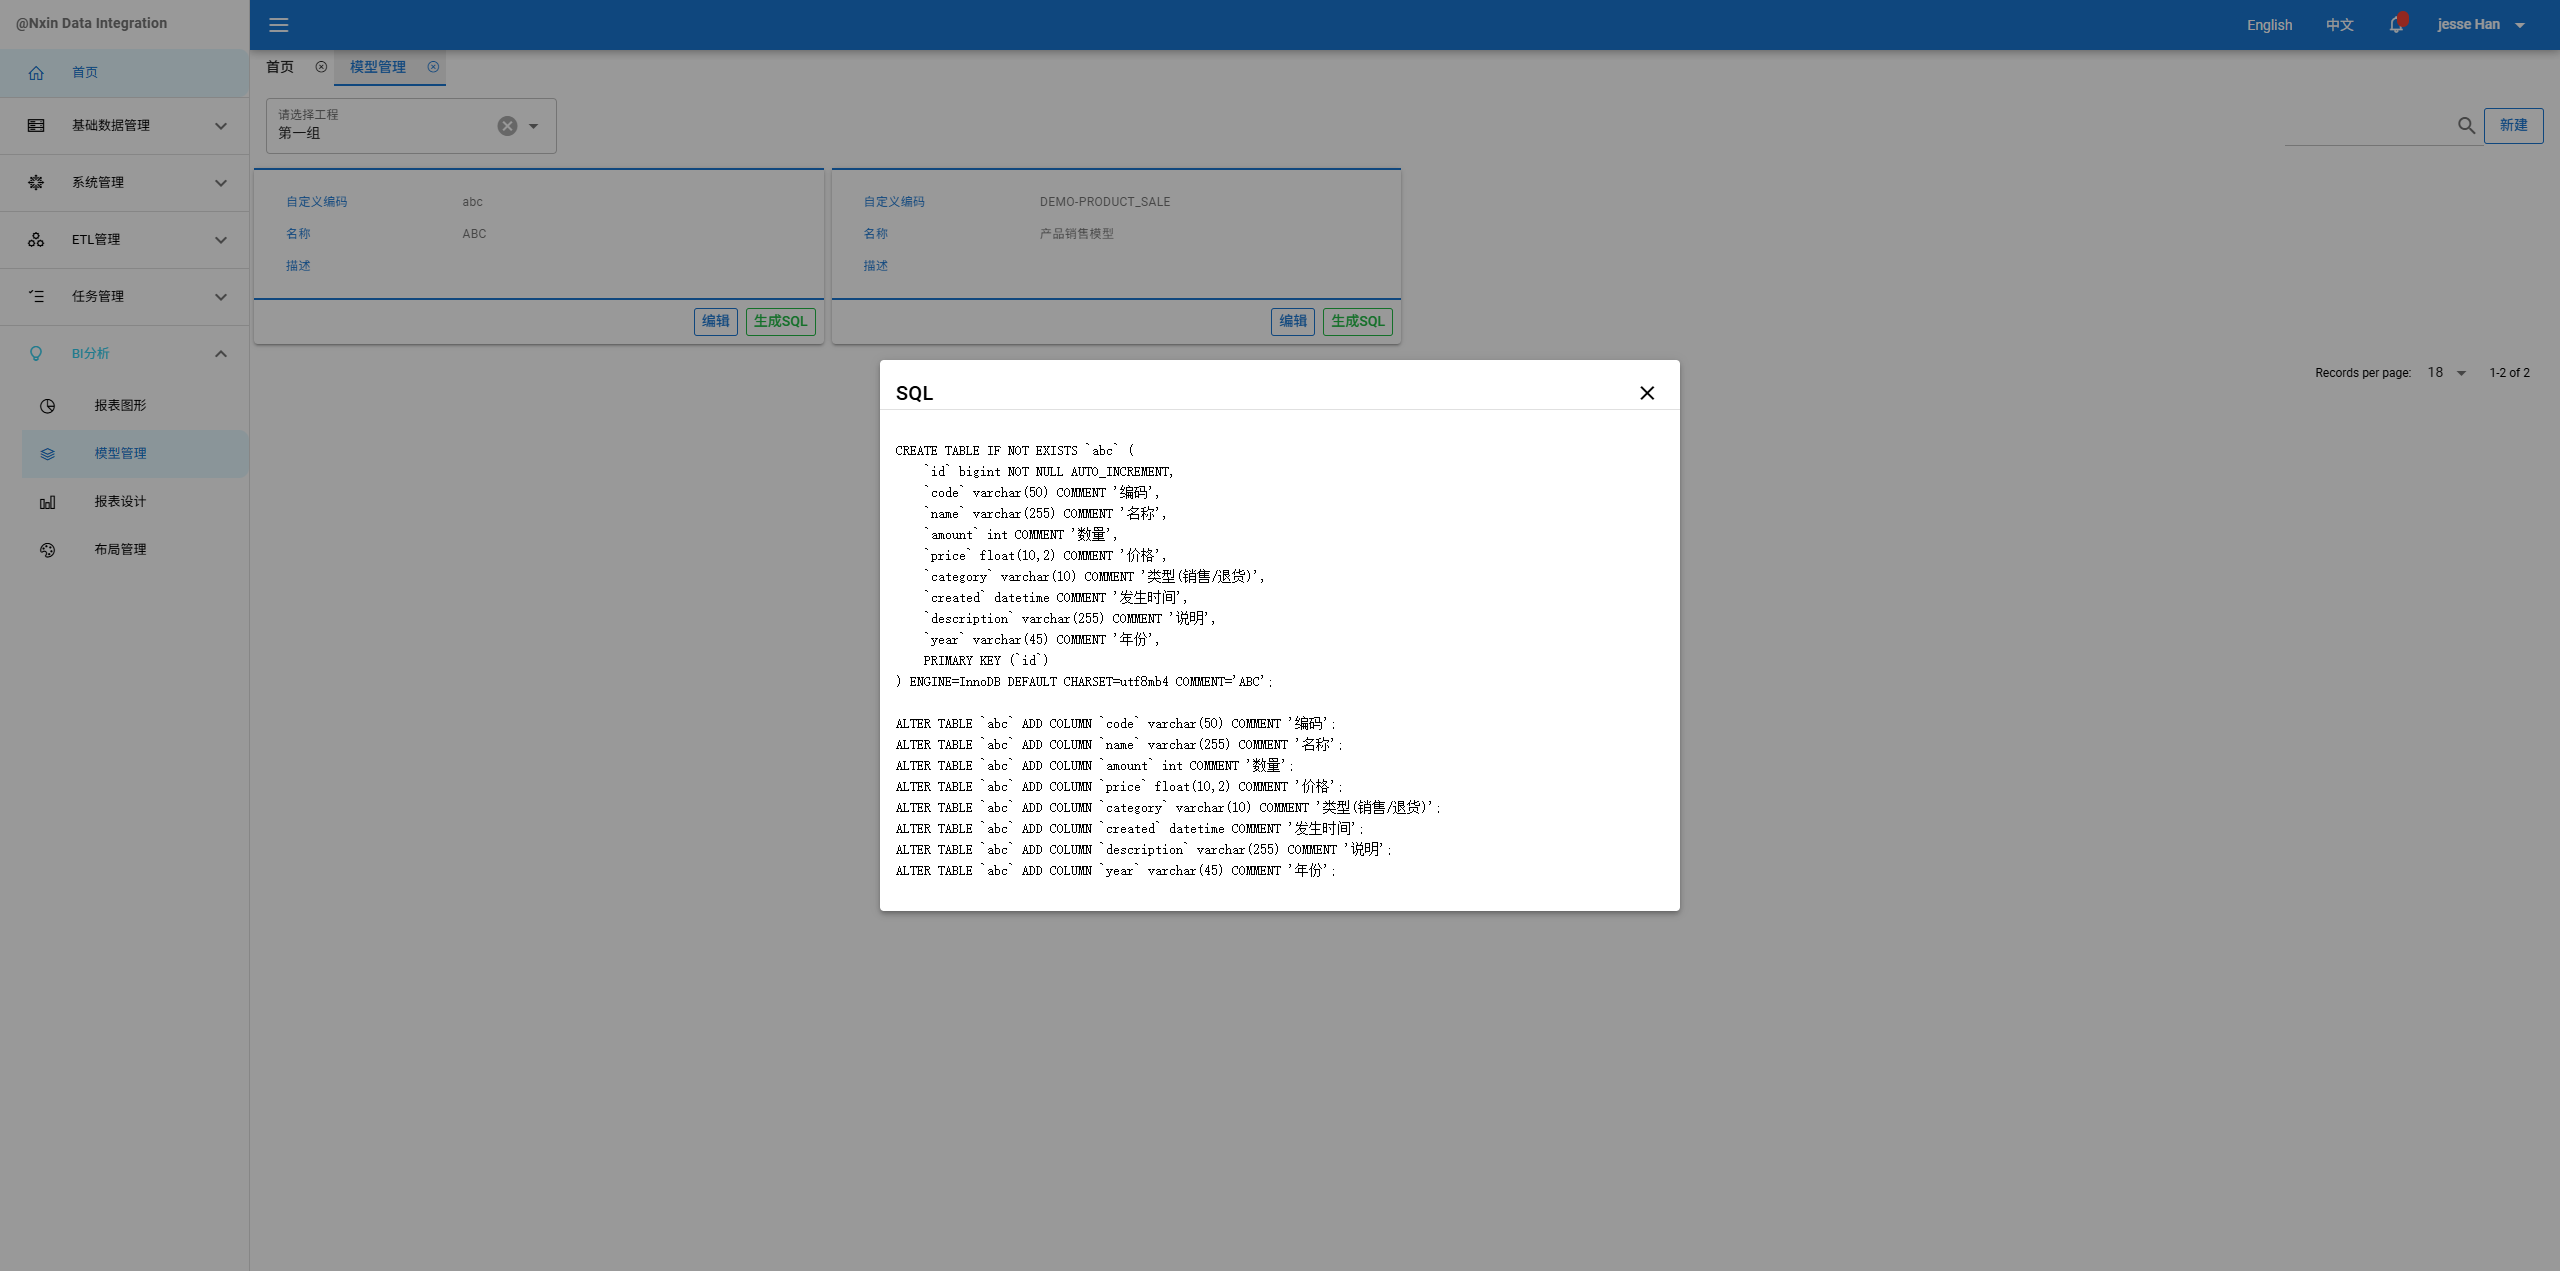 @Nxin Data Integration
English 中文 jesse Han
首页
基础数据管理
系统管理
ETL管理
任务管理
BI分析
报表图形
模型管理
报表设计
布局管理
首页 模型管理
请选择工程
第一组
新建
自定义编码 abc
名称 ABC
描述
编辑 生成SQL
自定义编码 DEMO-PRODUCT_SALE
名称 产品销售模型
描述
编辑 生成SQL
Records per page: 18 1-2 of 2
SQL
CREATE TABLE IF NOT EXISTS `abc` (
    `id` bigint NOT NULL AUTO_INCREMENT,
    `code` varchar(50) COMMENT '编码',
    `name` varchar(255) COMMENT '名称',
    `amount` int COMMENT '数量',
    `price` float(10,2) COMMENT '价格',
    `category` varchar(10) COMMENT '类型(销售/退货)',
    `created` datetime COMMENT '发生时间',
    `description` varchar(255) COMMENT '说明',
    `year` varchar(45) COMMENT '年份',
    PRIMARY KEY (`id`)
) ENGINE=InnoDB DEFAULT CHARSET=utf8mb4 COMMENT='ABC';
ALTER TABLE `abc` ADD COLUMN `code` varchar(50) COMMENT '编码';
ALTER TABLE `abc` ADD COLUMN `name` varchar(255) COMMENT '名称';
ALTER TABLE `abc` ADD COLUMN `amount` int COMMENT '数量';
ALTER TABLE `abc` ADD COLUMN `price` float(10,2) COMMENT '价格';
ALTER TABLE `abc` ADD COLUMN `category` varchar(10) COMMENT '类型(销售/退货)';
ALTER TABLE `abc` ADD COLUMN `created` datetime COMMENT '发生时间';
ALTER TABLE `abc` ADD COLUMN `description` varchar(255) COMMENT '说明';
ALTER TABLE `abc` ADD COLUMN `year` varchar(45) COMMENT '年份';